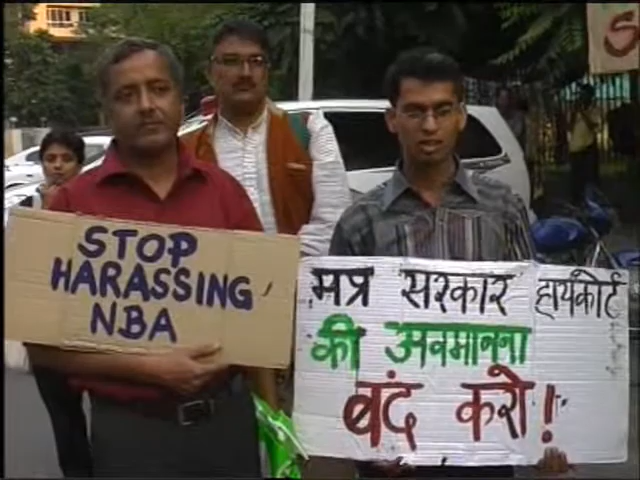 STOP
HARASSING
NBA
मप्र सरकार हायकोर्ट
की अवमानना
बंद करो!
S